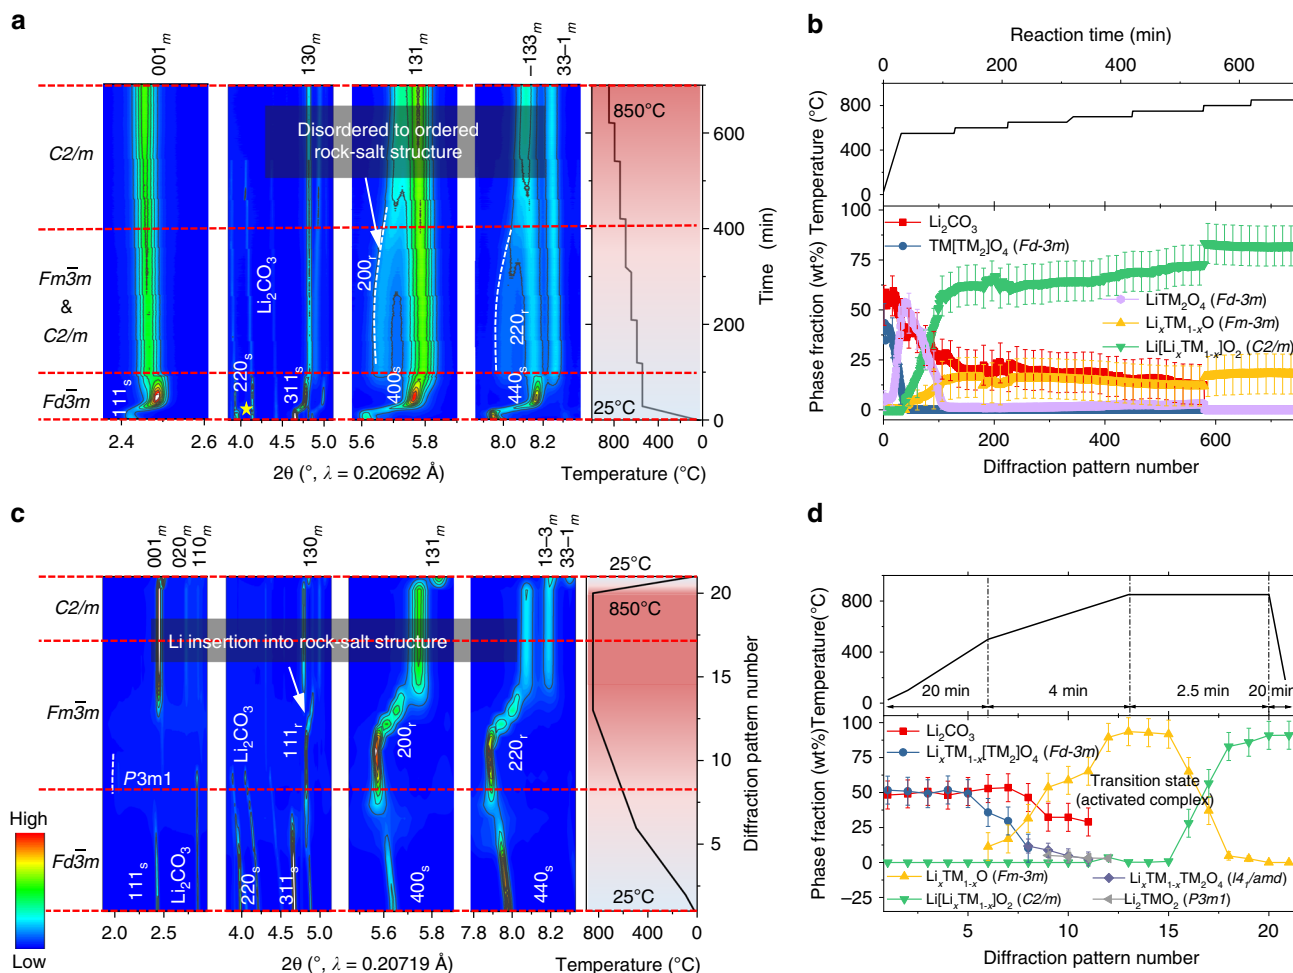 a
001m
130m
131m
−133m
33−1m
Disordered to ordered
rock-salt structure
850°C
C2/m
Fm3̅m
&
C2/m
Fd3̅m
111s
220s
Li2CO3
311s
200r
400s
220r
440s
25°C
600
400
200
0
Time (min)
2.4
2.6
4.0
4.5
5.0
5.6
5.8
8.0
8.2
800
400
0
2θ (°, λ = 0.20692 Å)
Temperature (°C)
b
Reaction time (min)
0
200
400
600
800
400
0
Temperature (°C)
100
75
50
25
0
Phase fraction (wt%)
Li2CO3
TM[TM2]O4 (Fd-3m)
LiTM2O4 (Fd-3m)
LixTM1-xO (Fm-3m)
Li[LixTM1-x]O2 (C2/m)
0
200
400
600
Diffraction pattern number
c
001m
020m
110m
130m
131m
13−3m
33−1m
25°C
850°C
C2/m
Li insertion into rock-salt structure
Fm3̅m
Fd3̅m
P3m1
111s
Li2CO3
Li2CO3
220s
311s
111r
200r
400s
220r
440s
25°C
20
15
10
5
Diffraction pattern number
High
Low
2.0
2.5
4.0
4.5
5.0
5.6
5.8
7.8
8.0
8.2
800
400
0
2θ (°, λ = 0.20719 Å)
Temperature (°C)
d
800
400
0
Temperature(°C)
20 min
4 min
2.5 min
20 min
100
75
50
25
0
−25
Phase fraction (wt%)
Li2CO3
LixTM1-x[TM2]O4 (Fd-3m)
Transition state
(activated complex)
LixTM1-xO (Fm-3m)
LixTM1-xTM2O4 (I41/amd)
Li[LixTM1-x]O2 (C2/m)
Li2TMO2 (P3m1)
5
10
15
20
Diffraction pattern number